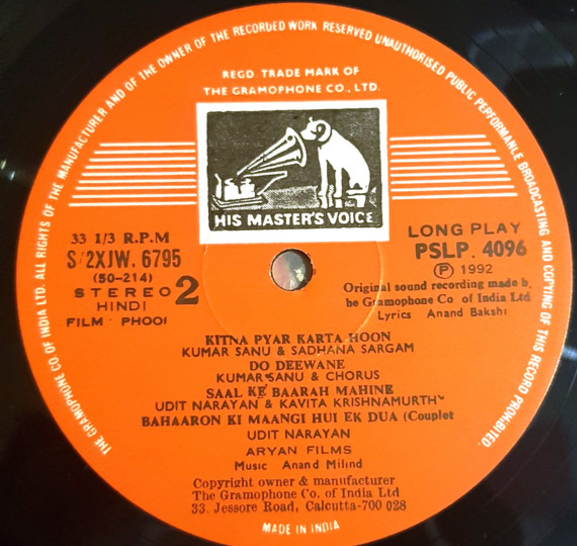 THE GRAMOPHONE CO. OF INDIA LTD. ALL RIGHTS OF THE MANUFACTURER AND OF THE OWNER OF THE RECORDED WORK RESERVED UNAUTHORISED PUBLIC PERFORMANCE BROADCASTING AND COPYING OF THIS RECORD PROHIBITED.
REGD. TRADE MARK OF
THE GRAMOPHONE CO., LTD.
HIS MASTER'S VOICE
33 1/3 R.P.M
S/2XJW. 6795
(50-214)
STEREO 2
HINDI
FILM : PHOOl
LONG PLAY
PSLP. 4096
Ⓟ 1992
Original sound recording made b.
he Gramophone Co of India Ltd
Lyrics Anand Bakshi
KITNA PYAR KARTA HOON
KUMAR SANU & SADHANA SARGAM
DO DEEWANE
KUMAR SANU & CHORUS
SAAL KE BAARAH MAHINE
UDIT NARAYAN & KAVITA KRISHNAMURTHY
BAHAARON KI MAANGI HUI EK DUA (Couplet
UDIT NARAYAN
ARYAN FILMS
Music Anand Milind
Copyright owner & manufacturer
The Gramophone Co. of India Ltd
33. Jessore Road, Calcutta-700 028
MADE IN INDIA